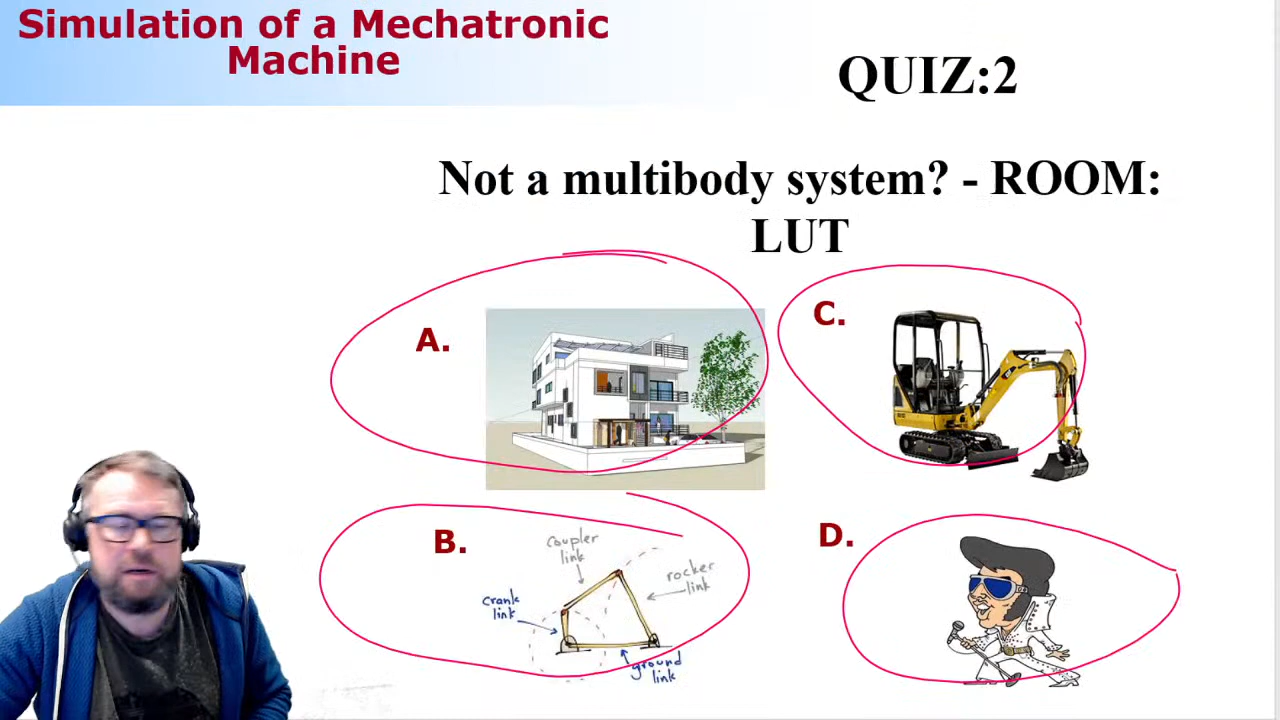 Simulation of a Mechatronic
Machine
QUIZ:2
Not a multibody system? - ROOM:
LUT
A.
C.
B.
coupler
link
rocker
link
crank
link
ground
link
D.